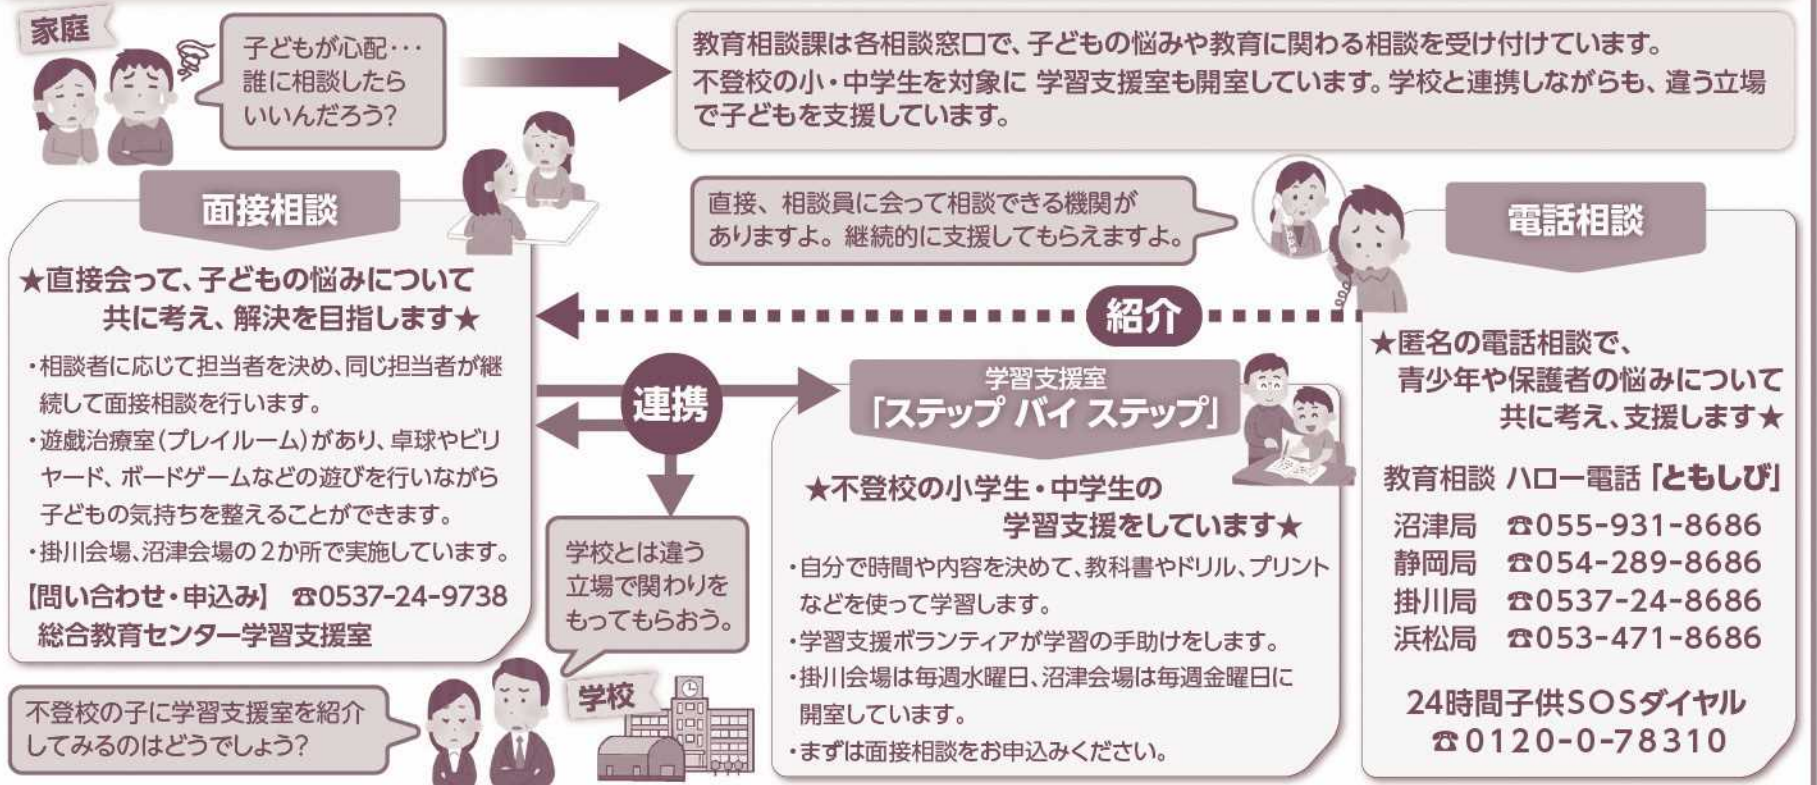 家庭
子どもが心配･･･
誰に相談したら
いいんだろう?
教育相談課は各相談窓口で、子どもの悩みや教育に関わる相談を受け付けています。
不登校の小・中学生を対象に 学習支援室も開室しています。学校と連携しながらも、違う立場
で子どもを支援しています。
面接相談
★直接会って、子どもの悩みについて
共に考え、解決を目指します★
・相談者に応じて担当者を決め、同じ担当者が継
続して面接相談を行います。
・遊戯治療室(プレイルーム)があり、卓球やビリ
ヤード、ボードゲームなどの遊びを行いながら
子どもの気持ちを整えることができます。
・掛川会場、沼津会場の2か所で実施しています。
【問い合わせ・申込み】 ☎0537-24-9738
総合教育センター学習支援室
直接、相談員に会って相談できる機関が
ありますよ。継続的に支援してもらえますよ。
紹介
連携
学習支援室
「ステップ バイ ステップ」
★不登校の小学生・中学生の
学習支援をしています★
・自分で時間や内容を決めて、教科書やドリル、プリント
などを使って学習します。
・学習支援ボランティアが学習の手助けをします。
・掛川会場は毎週水曜日、沼津会場は毎週金曜日に
開室しています。
・まずは面接相談をお申込みください。
電話相談
★匿名の電話相談で、
青少年や保護者の悩みについて
共に考え、支援します★
教育相談 ハロー電話「ともしび」
沼津局 ☎055-931-8686
静岡局 ☎054-289-8686
掛川局 ☎0537-24-8686
浜松局 ☎053-471-8686
24時間子供SOSダイヤル
☎0120-0-78310
学校とは違う
立場で関わりを
もってもらおう。
学校
不登校の子に学習支援室を紹介
してみるのはどうでしょう?